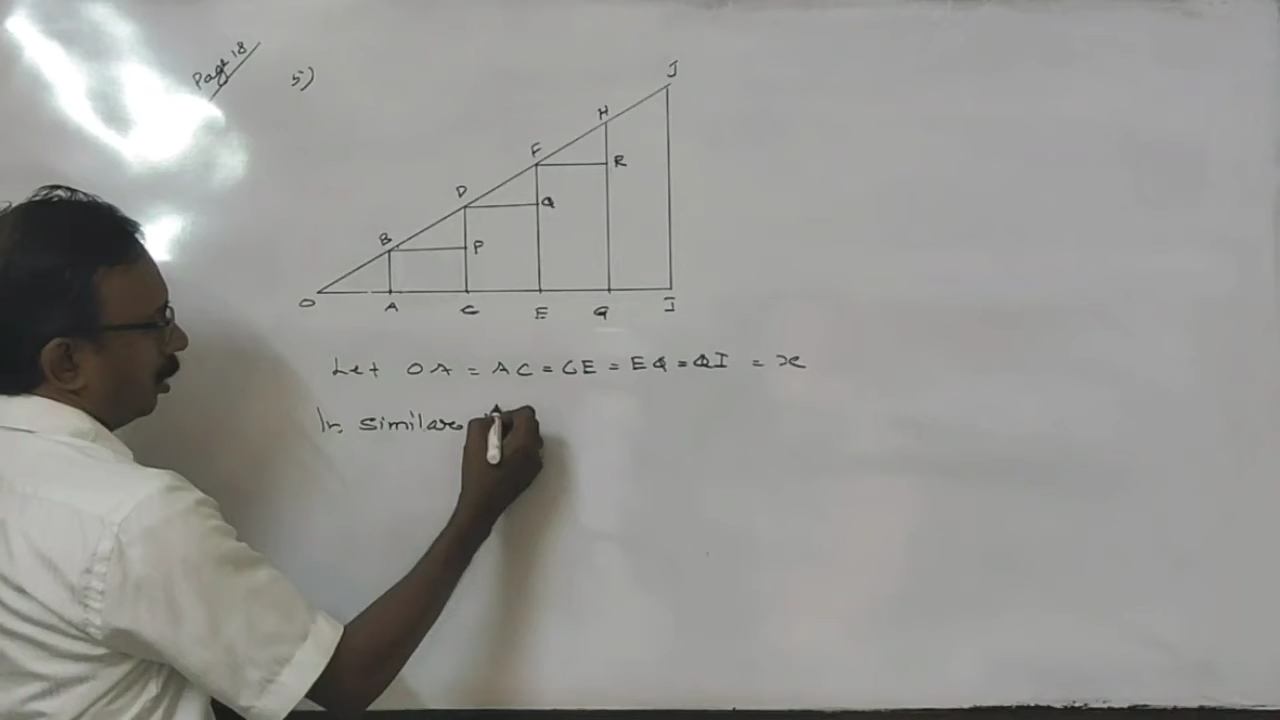 Page 18
5)
J
H
F
R
D
Q
B
P
O A C E G I
Let OA = AC = CE = EG = GI = x
In similar